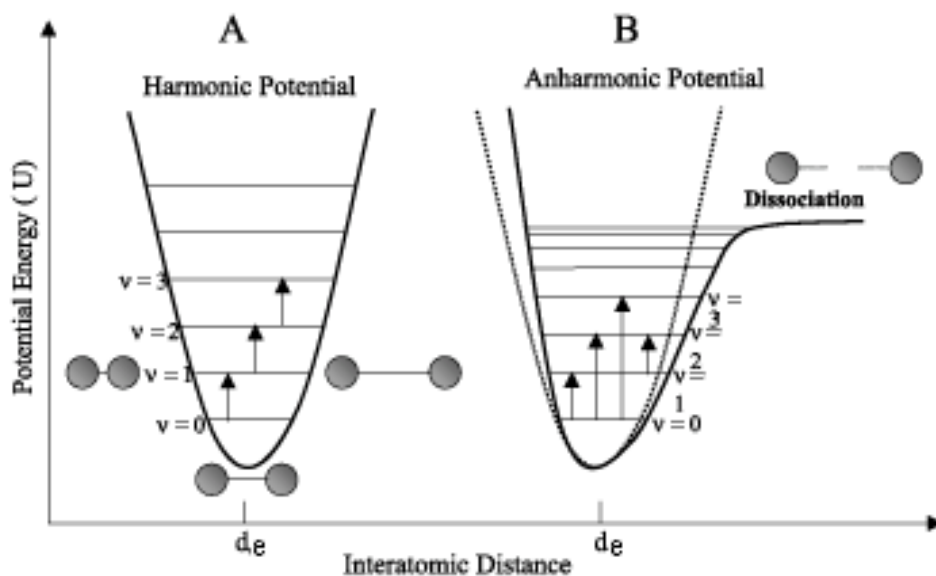 A
B
Harmonic Potential
Anharmonic Potential
Potential Energy ( U)
Dissociation
ν = 3
ν = 2
ν = 1
ν = 0
ν =
3
ν =
2
ν =
1
ν = 0
de
de
Interatomic Distance